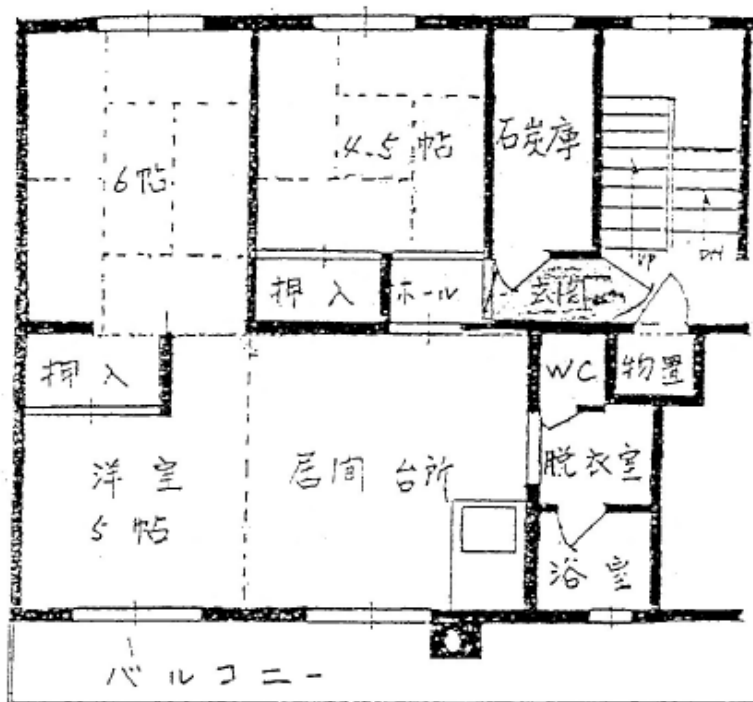 6帖
4.5帖
石炭庫
UP
DN
押入
ホール
玄関
押入
WC
物置
洋室
5帖
居間 台所
脱衣室
浴室
バルコニー